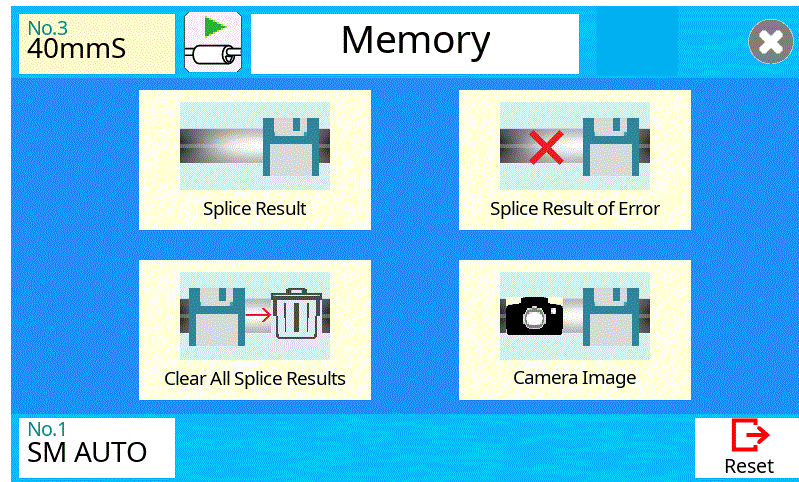 No.3
40mmS
Memory
Splice Result
Splice Result of Error
Clear All Splice Results
Camera Image
No.1
SM AUTO
Reset